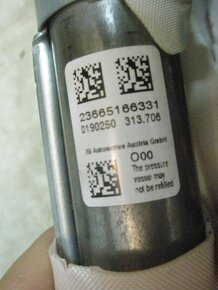 23665166331
0190250 313.706
iSi Automotive Austria GmbH
O00
The pressure
vessel may
not be refilled